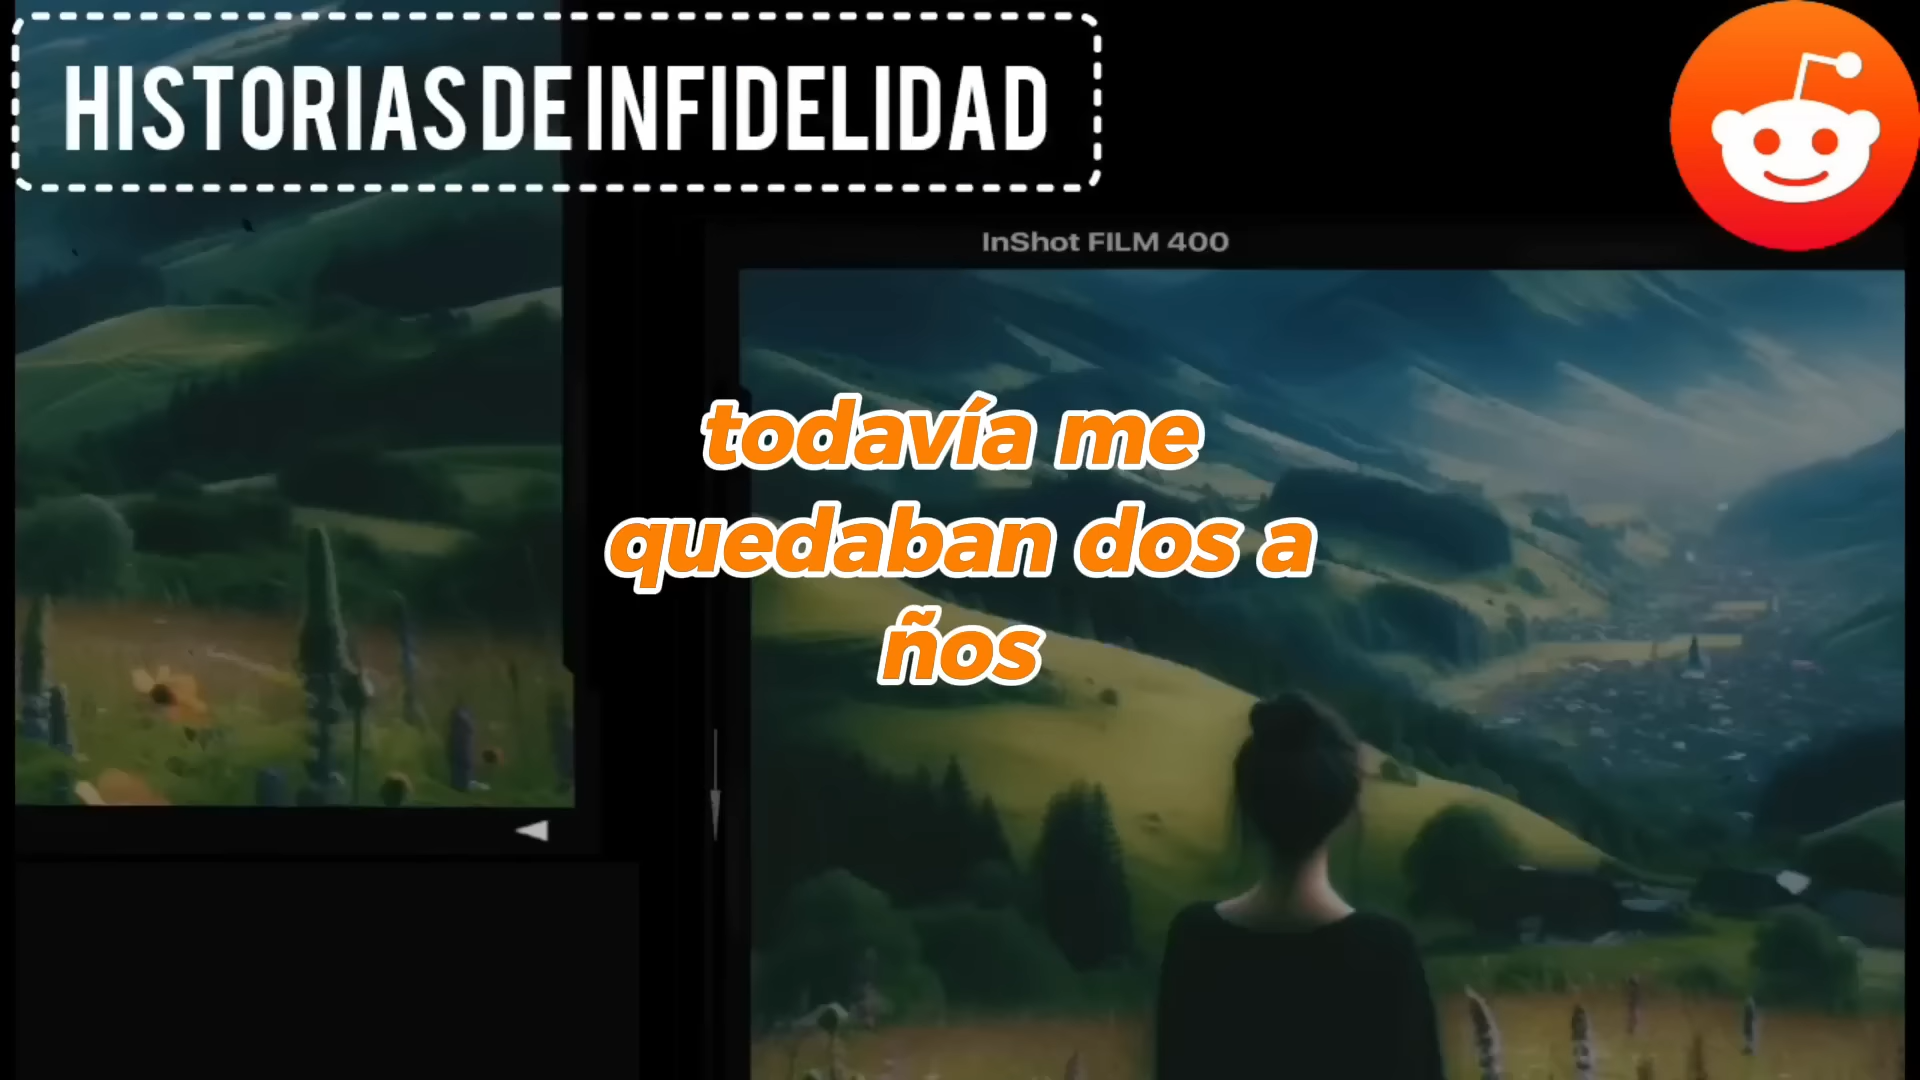 HISTORIAS DE INFIDELIDAD
InShot FILM 400
todavía me
quedaban dos a
ños